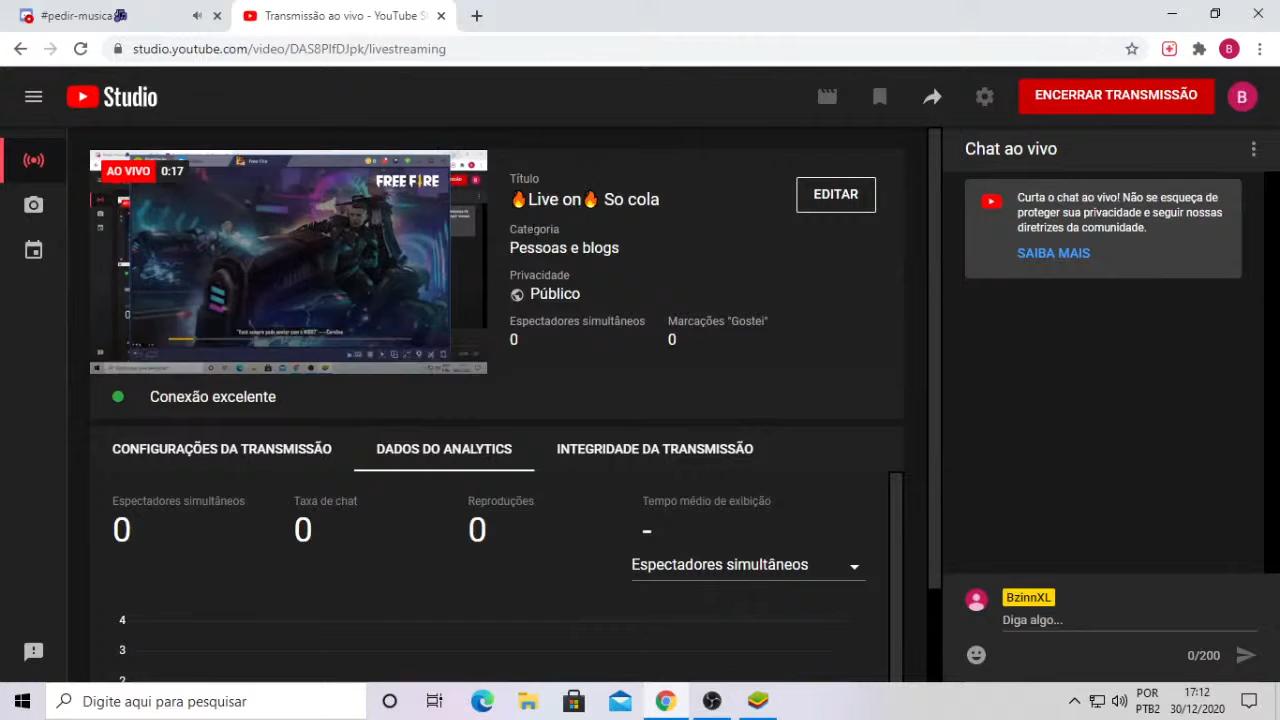 #pedir-musica
Transmissão ao vivo - YouTube S
studio.youtube.com/video/DAS8PlfDJpk/livestreaming
B
Studio
ENCERRAR TRANSMISSÃO
B
AO VIVO 0:17
Free Fire
FREE FIRE
Título
🔥Live on🔥 So cola
EDITAR
Categoria
Pessoas e blogs
Privacidade
Público
Espectadores simultâneos Marcações "Gostei"
0 0
Conexão excelente
CONFIGURAÇÕES DA TRANSMISSÃO DADOS DO ANALYTICS INTEGRIDADE DA TRANSMISSÃO
Espectadores simultâneos Taxa de chat Reproduções Tempo médio de exibição
0 0 0 -
Espectadores simultâneos
4
3
2
Chat ao vivo
Curta o chat ao vivo! Não se esqueça de
proteger sua privacidade e seguir nossas
diretrizes da comunidade.
SAIBA MAIS
BzinnXL
Diga algo...
0/200
Digite aqui para pesquisar
POR
PTB2
17:12
30/12/2020